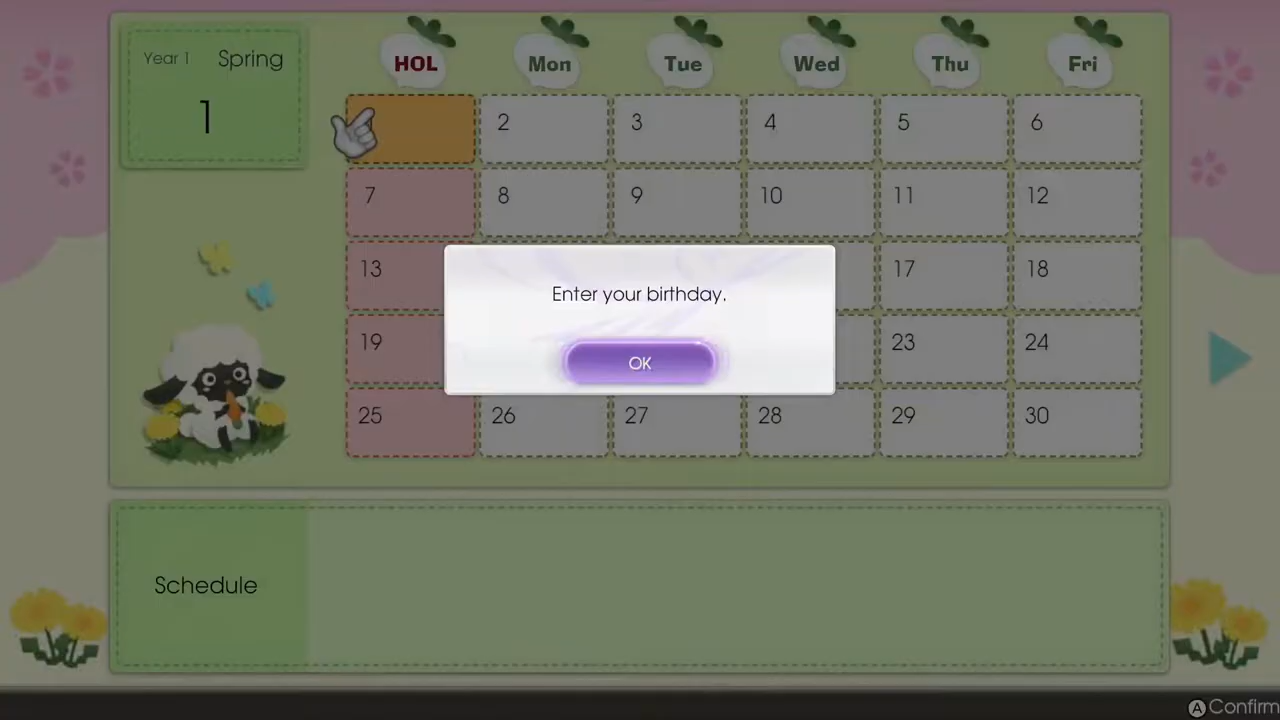 Year 1 Spring
1
HOL Mon Tue Wed Thu Fri
2 3 4 5 6
7 8 9 10 11 12
13 17 18
19 23 24
25 26 27 28 29 30
Enter your birthday.
OK
Schedule
A Confirm